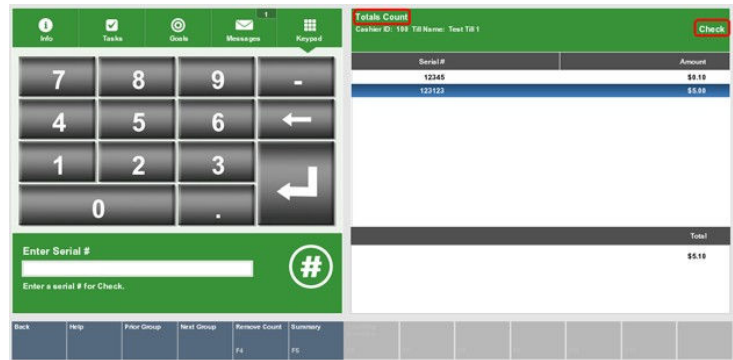 1
Info Tasks Goals Messages Keypad
7 8 9 -
4 5 6
1 2 3
0 .
Enter Serial #
#
Enter a serial # for Check.
Totals Count
Cashier ID: 100 Till Name: Test Till 1
Check
Serial # Amount
12345 $0.10
123123 $5.00
Total
$5.10
Back Help Prior Group Next Group Remove Count Summary
F4 F5